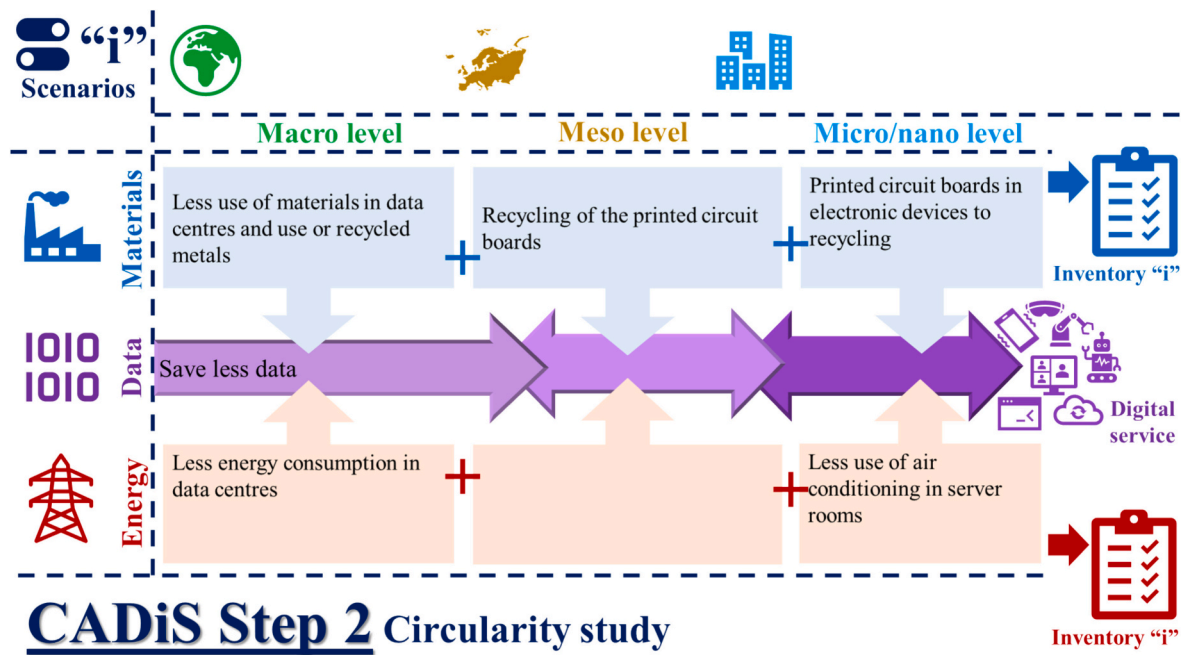 "i"
Scenarios
Macro level
Meso level
Micro/nano level
Materials
Less use of materials in data
centres and use or recycled
metals
Recycling of the printed circuit
boards
Printed circuit boards in
electronic devices to
recycling
Inventory "i"
IOIO
IOIO
Data
Save less data
Digital
service
Energy
Less energy consumption in
data centres
Less use of air
conditioning in server
rooms
Inventory "i"
CADiS Step 2 Circularity study